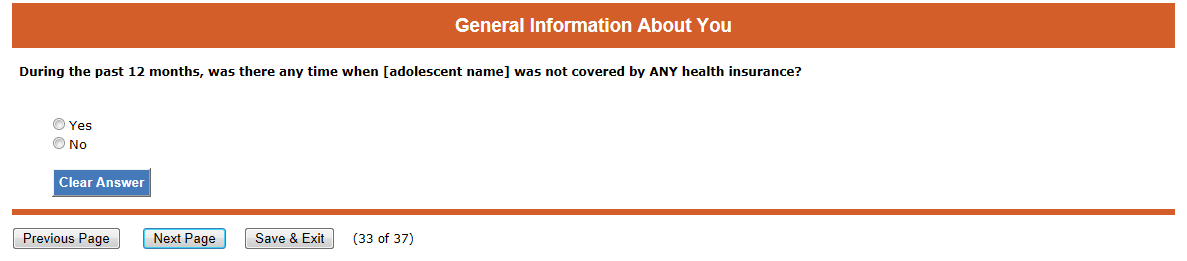 General Information About You
During the past 12 months, was there any time when [adolescent name] was not covered by ANY health insurance?
Yes
No
Clear Answer
Previous Page Next Page Save & Exit (33 of 37)